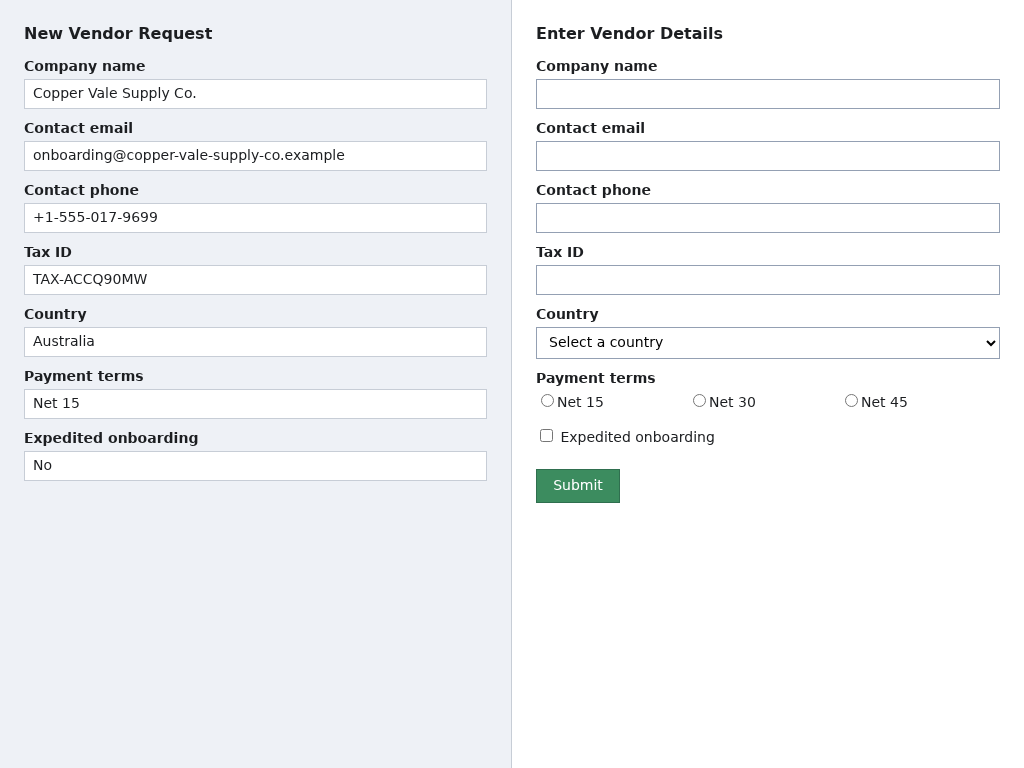 New Vendor Request
Company name
Copper Vale Supply Co.
Contact email
onboarding@copper-vale-supply-co.example
Contact phone
+1-555-017-9699
Tax ID
TAX-ACCQ90MW
Country
Australia
Payment terms
Net 15
Expedited onboarding
No
Enter Vendor Details
Company name
Contact email
Contact phone
Tax ID
Country
Select a country
Payment terms
Net 15 Net 30 Net 45
Expedited onboarding
Submit